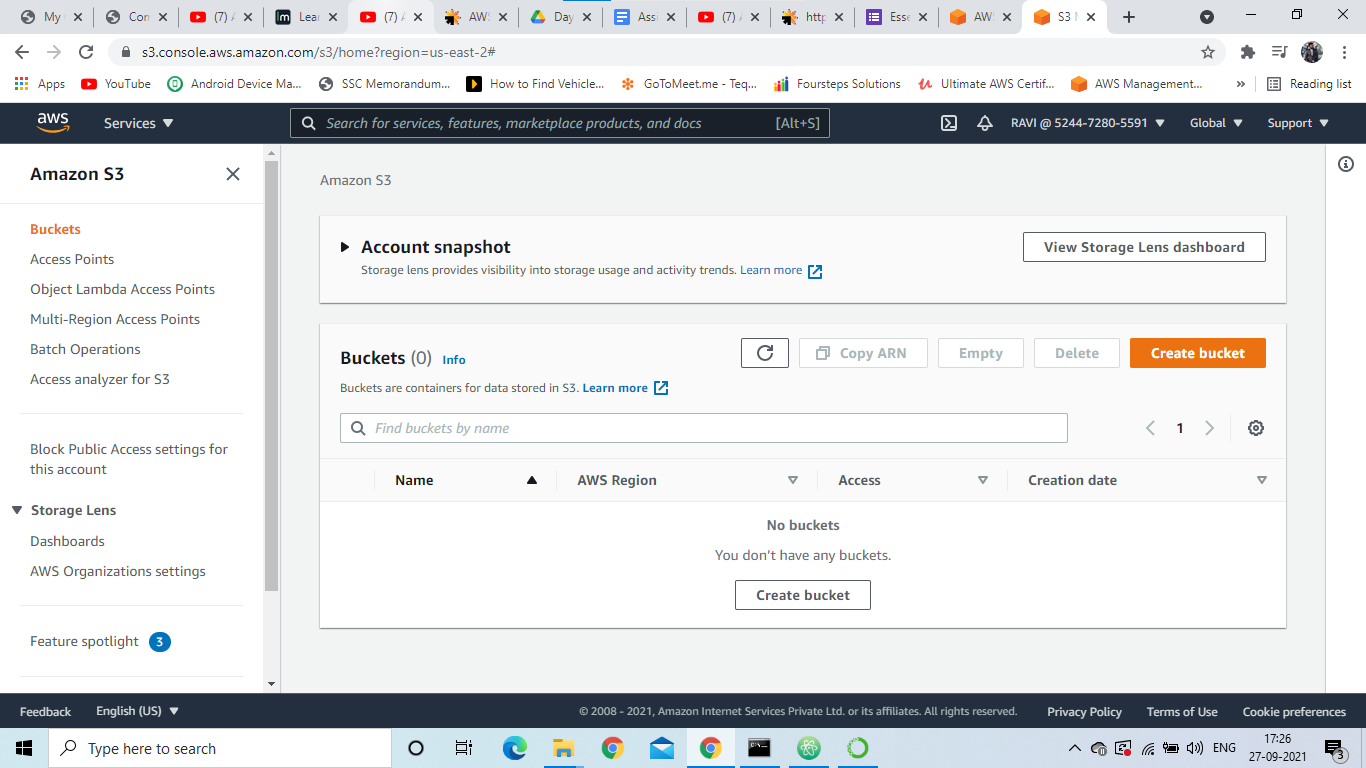 My
Con
(7)
Lear
(7)
AWS
Day
Assi
(7)
http
Esse
AWS
S3
s3.console.aws.amazon.com/s3/home?region=us-east-2#
Apps YouTube Android Device Ma... SSC Memorandum... How to Find Vehicle... GoToMeet.me - Teq... Foursteps Solutions Ultimate AWS Certif... AWS Management... » Reading list
aws Services Search for services, features, marketplace products, and docs [Alt+S] RAVI @ 5244-7280-5591 Global Support
Amazon S3
Buckets
Access Points
Object Lambda Access Points
Multi-Region Access Points
Batch Operations
Access analyzer for S3
Block Public Access settings for
this account
Storage Lens
Dashboards
AWS Organizations settings
Feature spotlight 3
Amazon S3
Account snapshot
View Storage Lens dashboard
Storage lens provides visibility into storage usage and activity trends. Learn more
Buckets (0) Info
Copy ARN Empty Delete Create bucket
Buckets are containers for data stored in S3. Learn more
Find buckets by name
1
Name AWS Region Access Creation date
No buckets
You don't have any buckets.
Create bucket
Feedback English (US) © 2008 - 2021, Amazon Internet Services Private Ltd. or its affiliates. All rights reserved. Privacy Policy Terms of Use Cookie preferences
Type here to search
ENG
17:26
27-09-2021
3